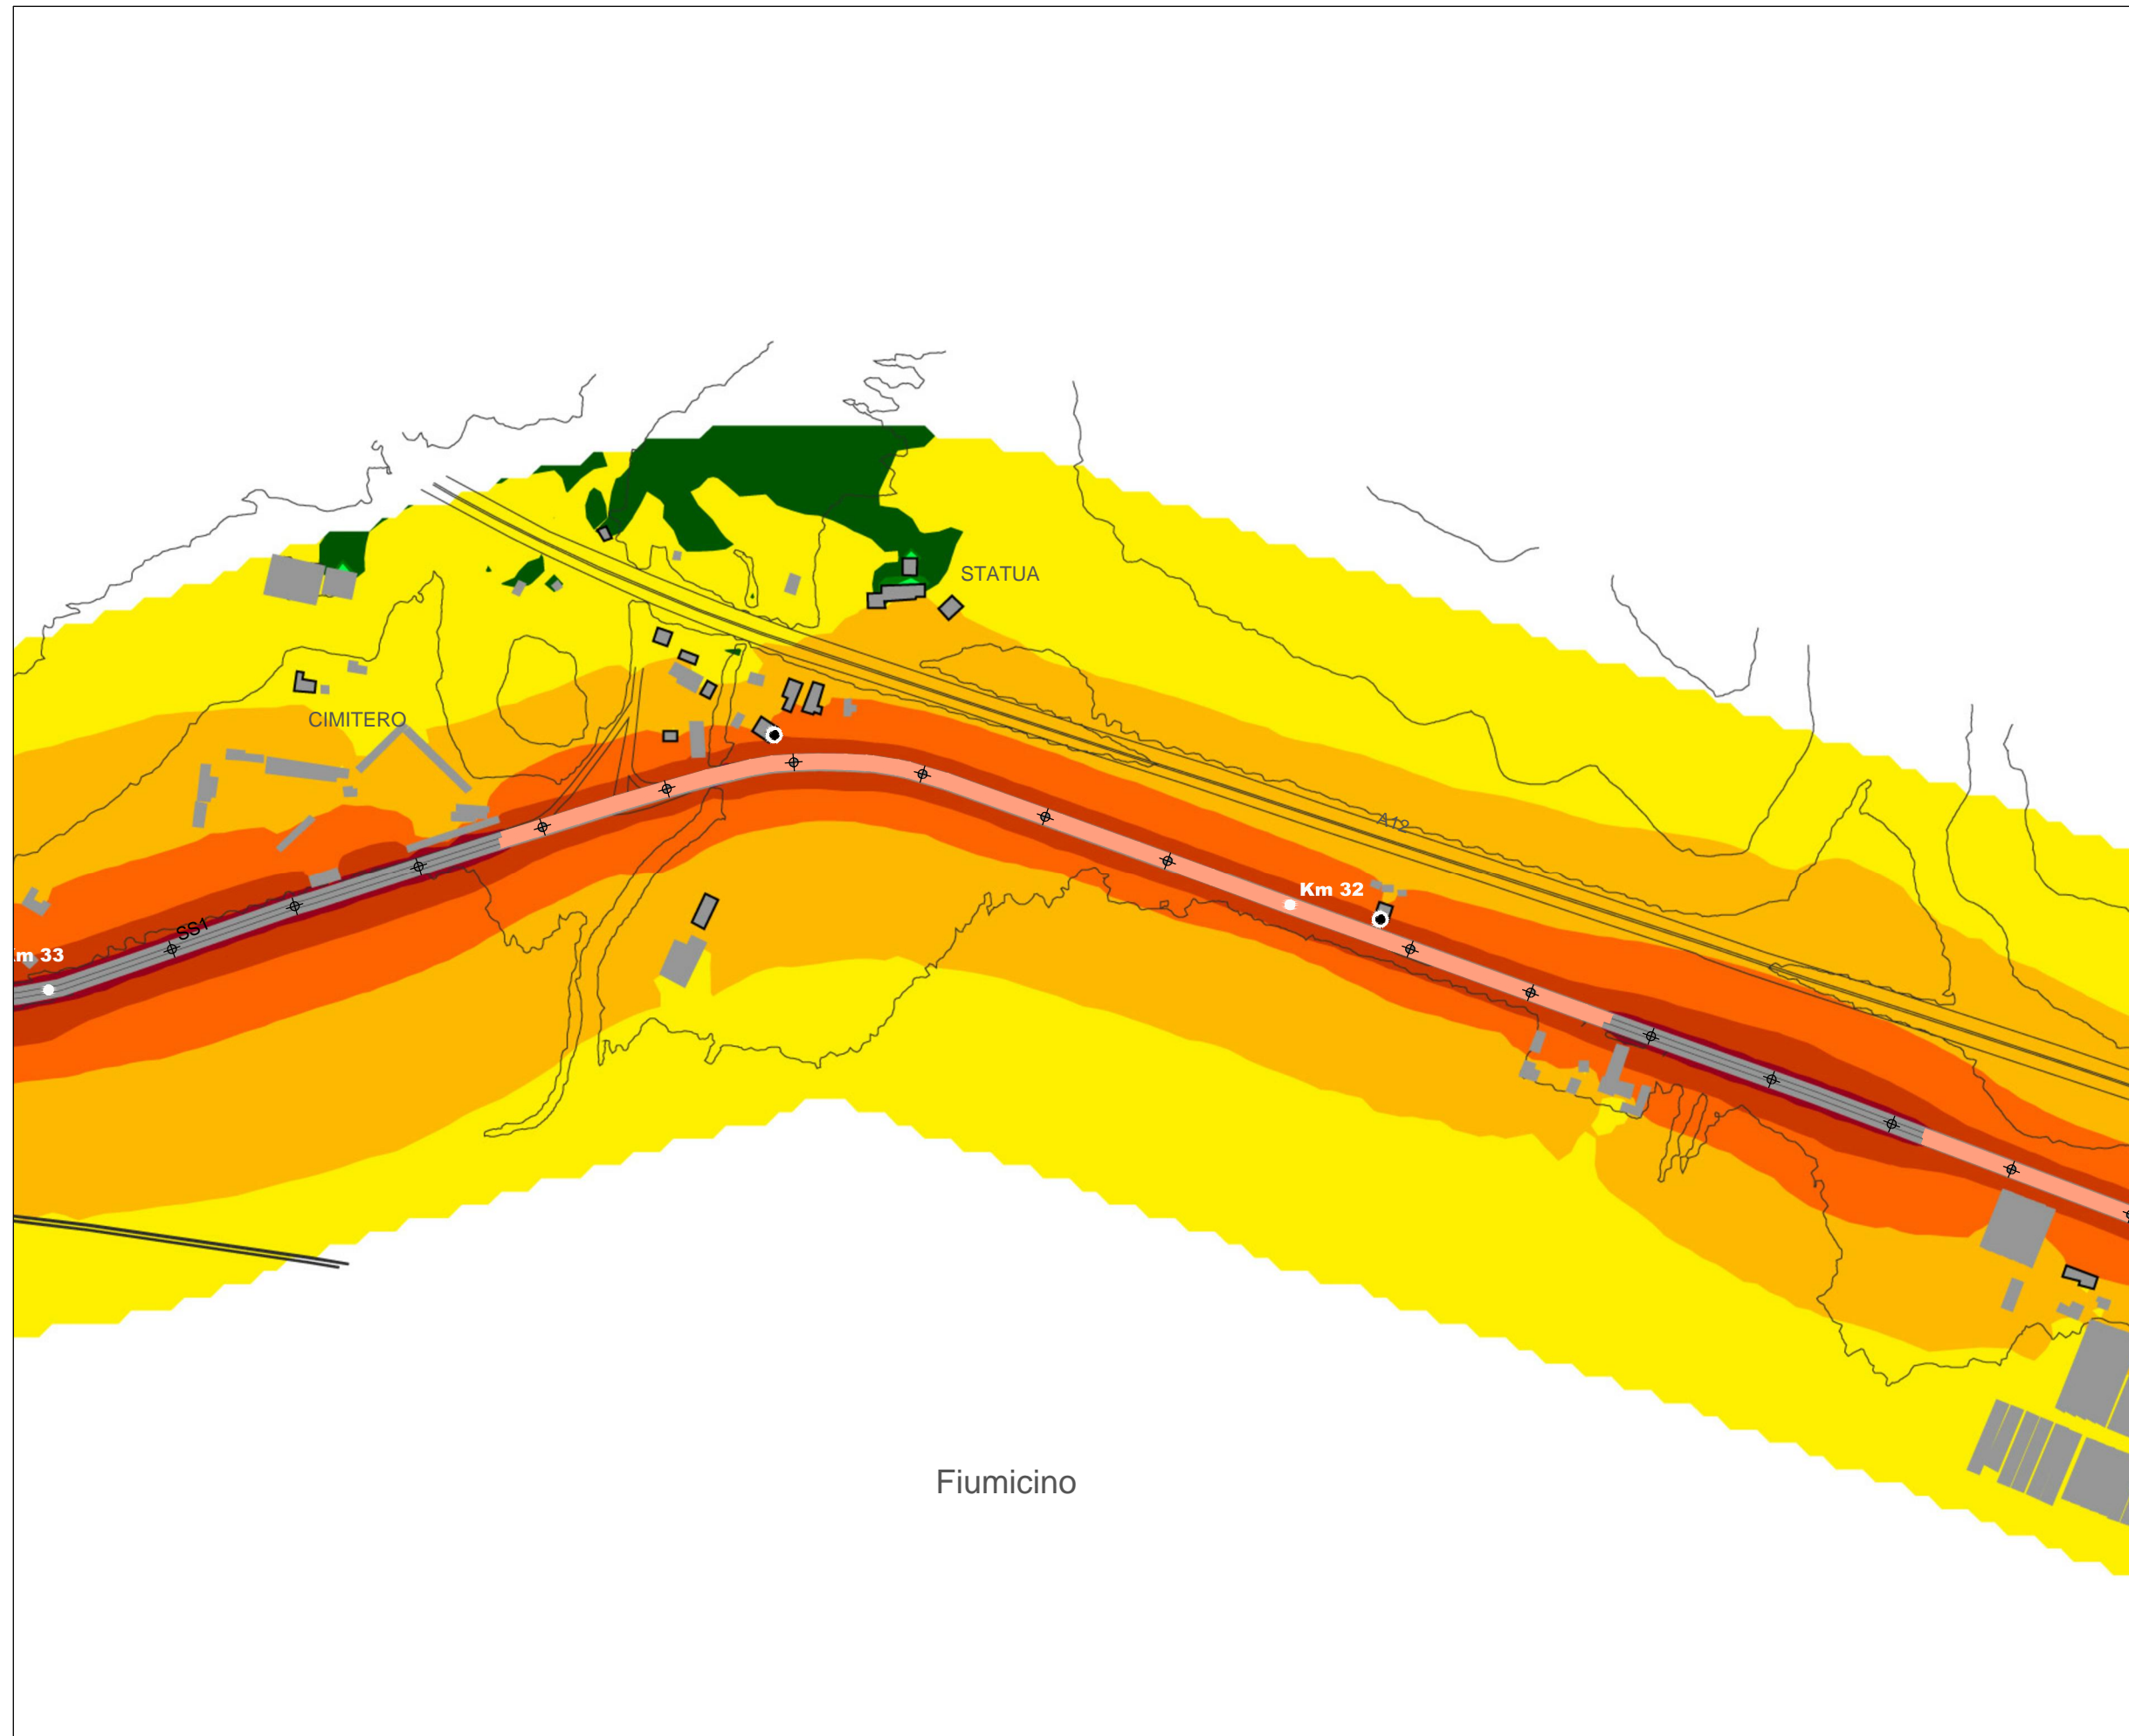 STATUA
CIMITERO
A12
Km 32
SS1
m 33
Fiumicino